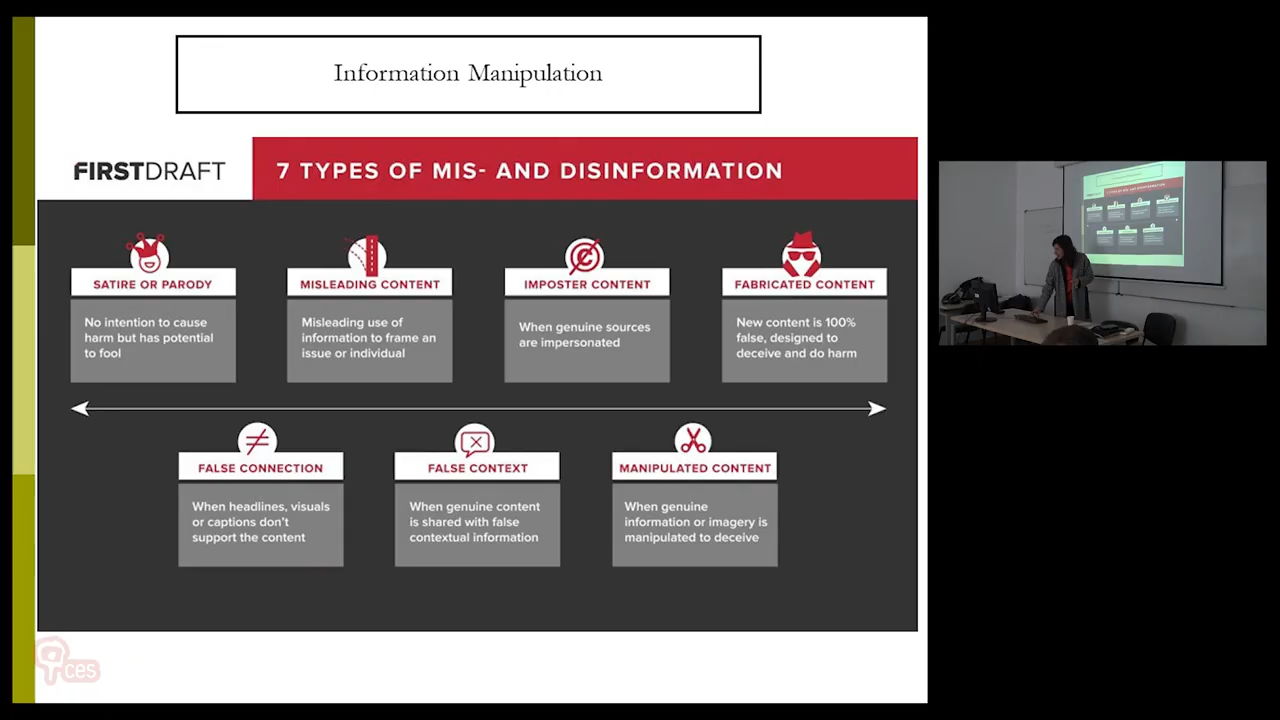 Information Manipulation
FIRSTDRAFT
7 TYPES OF MIS- AND DISINFORMATION
SATIRE OR PARODY
No intention to cause
harm but has potential
to fool
MISLEADING CONTENT
Misleading use of
information to frame an
issue or individual
IMPOSTER CONTENT
When genuine sources
are impersonated
FABRICATED CONTENT
New content is 100%
false, designed to
deceive and do harm
FALSE CONNECTION
When headlines, visuals
or captions don't
support the content
FALSE CONTEXT
When genuine content
is shared with false
contextual information
MANIPULATED CONTENT
When genuine
information or imagery is
manipulated to deceive
ces